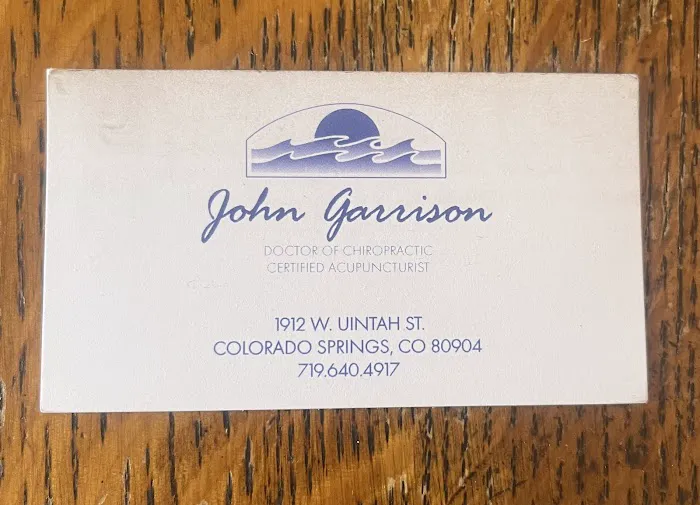 John Garrison
DOCTOR OF CHIROPRACTIC
CERTIFIED ACUPUNCTURIST
1912 W. UINTAH ST.
COLORADO SPRINGS, CO 80904
719.640.4917